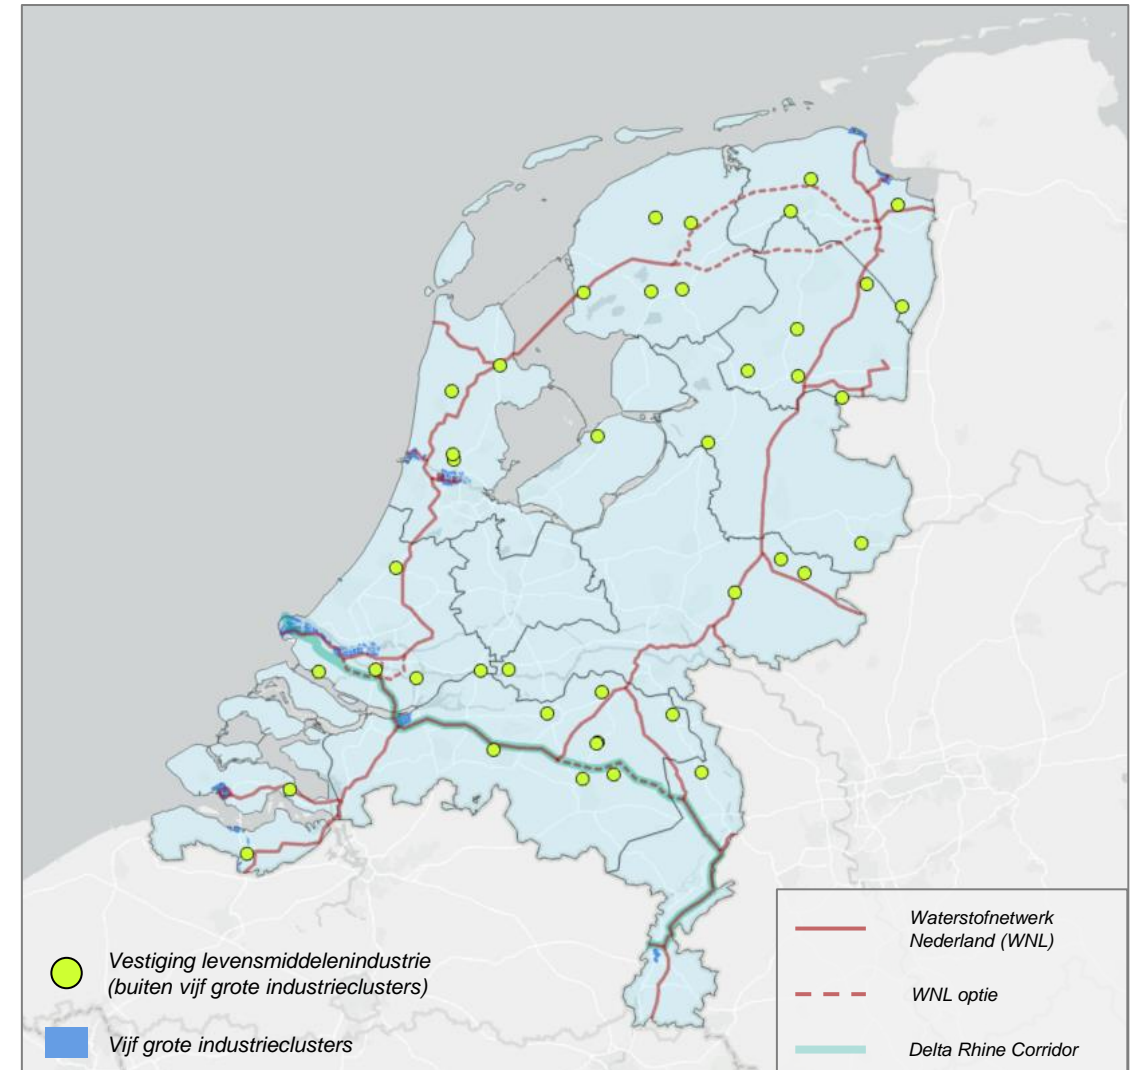 Vestiging levensmiddelenindustrie
(buiten vijf grote industrieclusters)
Vijf grote industrieclusters
Waterstofnetwerk
Nederland (WNL)
WNL optie
Delta Rhine Corridor